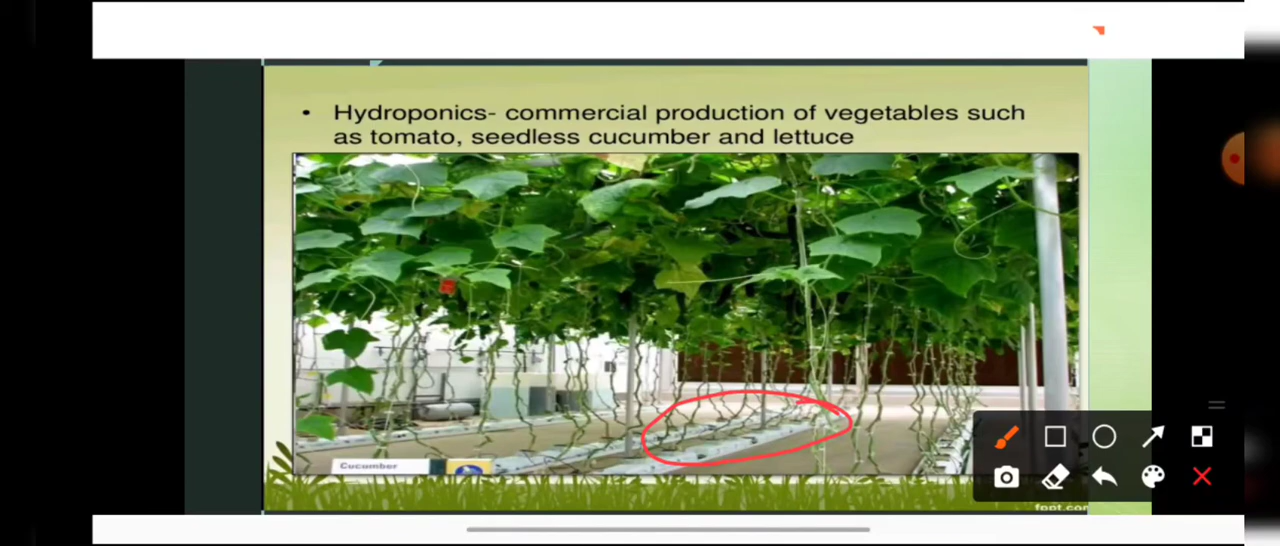 • Hydroponics- commercial production of vegetables such
as tomato, seedless cucumber and lettuce
Cucumber